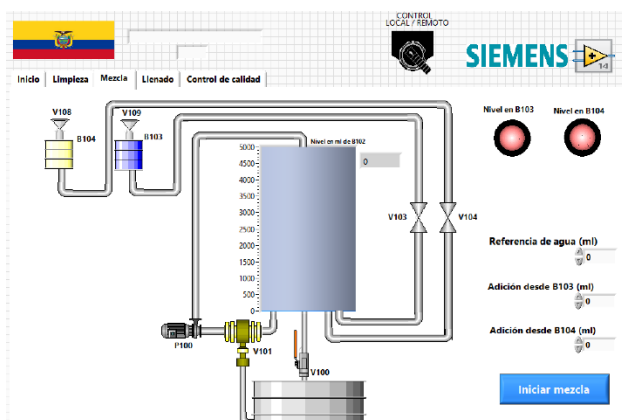 CONTROL
LOCAL / REMOTO
SIEMENS
14
Inicio
Limpieza
Mezcla
Llenado
Control de calidad
V108
V109
B104
B103
Nivel en ml de B102
0
5000
4500
4000
3500
3000
2500
2000
1500
1000
500
0
V103
V104
P100
V101
V100
Nivel en B103
Nivel en B104
Referencia de agua (ml)
0
Adición desde B103 (ml)
0
Adición desde B104 (ml)
0
Iniciar mezcla